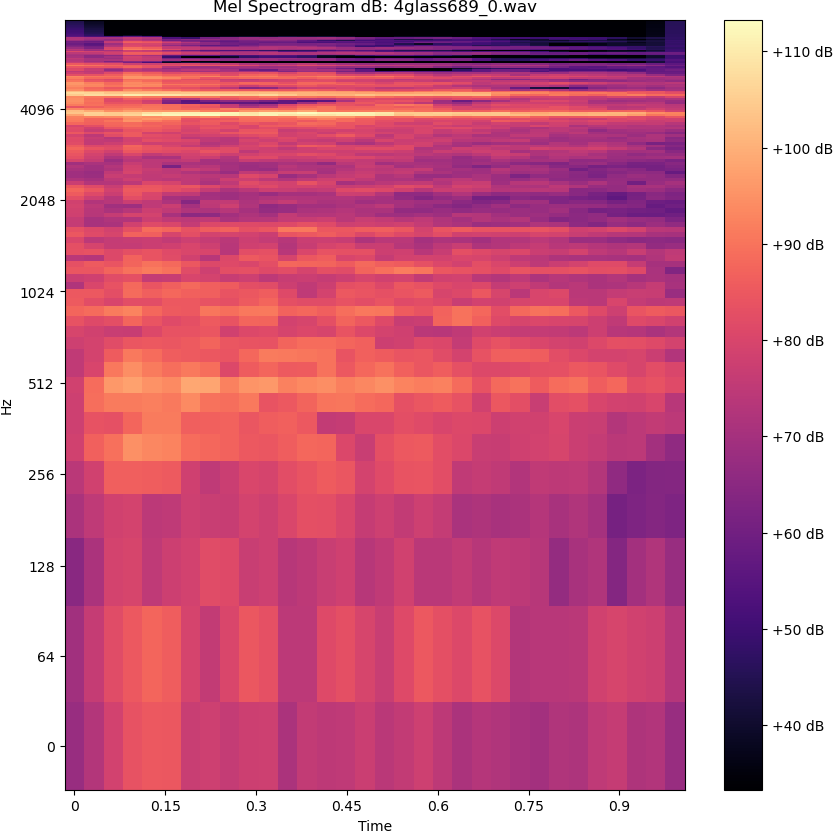 Mel Spectrogram dB: 4glass689_0.wav
+110 dB
4096
+100 dB
2048
+90 dB
1024
+80 dB
512
Hz
+70 dB
256
+60 dB
128
+50 dB
64
+40 dB
0
0 0.15 0.3 0.45 0.6 0.75 0.9
Time